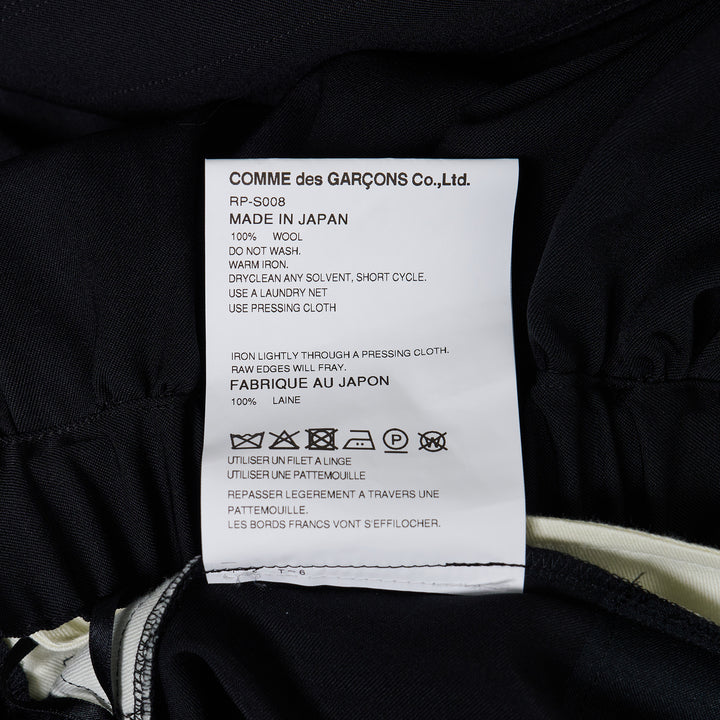 COMME des GARÇONS Co.,Ltd.
RP-S008
MADE IN JAPAN
100% WOOL
DO NOT WASH.
WARM IRON.
DRYCLEAN ANY SOLVENT, SHORT CYCLE.
USE A LAUNDRY NET
USE PRESSING CLOTH
IRON LIGHTLY THROUGH A PRESSING CLOTH.
RAW EDGES WILL FRAY.
FABRIQUE AU JAPON
100% LAINE
P W
UTILISER UN FILET A LINGE
UTILISER UNE PATTEMOUILLE
REPASSER LEGEREMENT A TRAVERS UNE
PATTEMOUILLE.
LES BORDS FRANCS VONT S'EFFILOCHER.
T-6